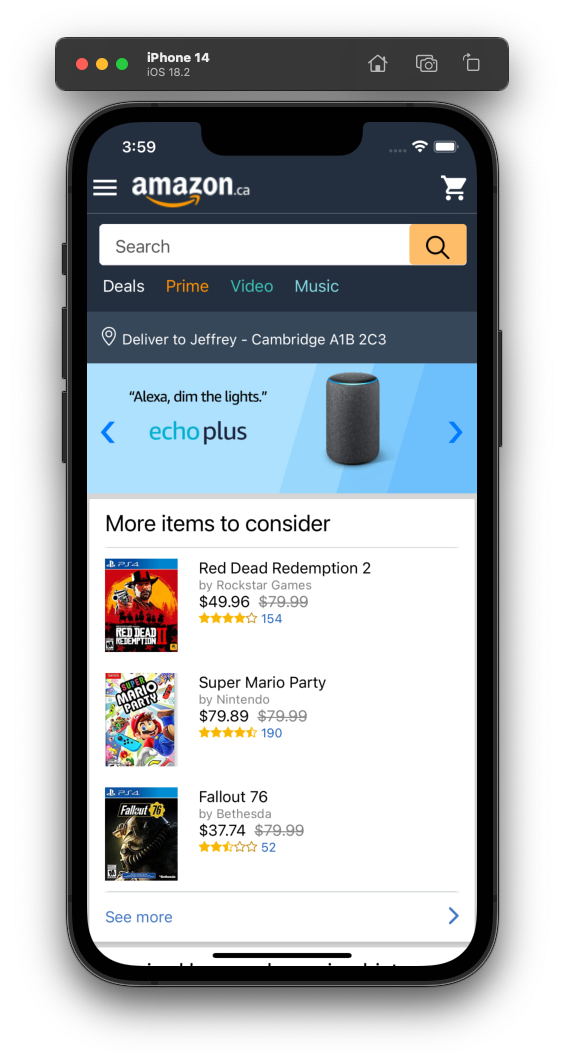 iPhone 14
iOS 18.2
3:59
amazon.ca
Search
Deals Prime Video Music
Deliver to Jeffrey - Cambridge A1B 2C3
“Alexa, dim the lights.”
echo plus
More items to consider
PS4
RED DEAD
REDEMPTION II
Red Dead Redemption 2
by Rockstar Games
$49.96 $79.99
154
SUPER
MARIO
PARTY
Super Mario Party
by Nintendo
$79.89 $79.99
190
PS4
Fallout 76
Fallout 76
by Bethesda
$37.74 $79.99
52
See more